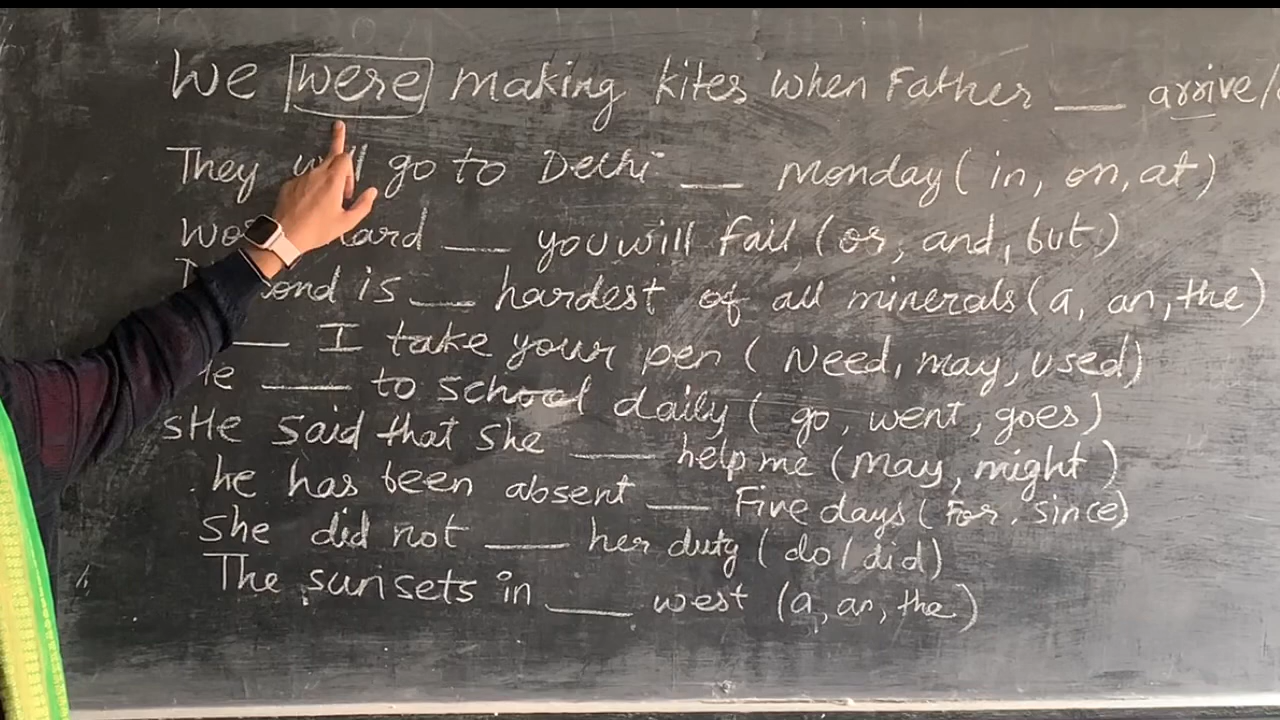 We were making kites when Father ___ arrive/
They will go to Delhi ___ Monday (in, on, at)
hard ___ you will fail, (or, and, but)
is ___ hardest of all minerals (a, an, the)
___ I take your pen (Need, may, used)
He ___ to school daily (go, went, goes)
SHe said that she ___ help me (may, might)
he has been absent ___ Five days (For, since)
she did not ___ her duty (do/did)
The sun sets in ___ west (a, an, the)